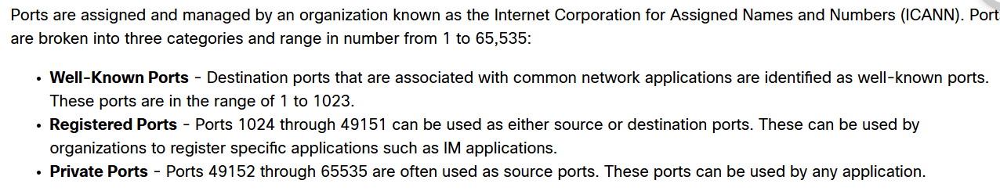 Ports are assigned and managed by an organization known as the Internet Corporation for Assigned Names and Numbers (ICANN). Port
are broken into three categories and range in number from 1 to 65,535:
• Well-Known Ports - Destination ports that are associated with common network applications are identified as well-known ports.
These ports are in the range of 1 to 1023.
• Registered Ports - Ports 1024 through 49151 can be used as either source or destination ports. These can be used by
organizations to register specific applications such as IM applications.
• Private Ports - Ports 49152 through 65535 are often used as source ports. These ports can be used by any application.